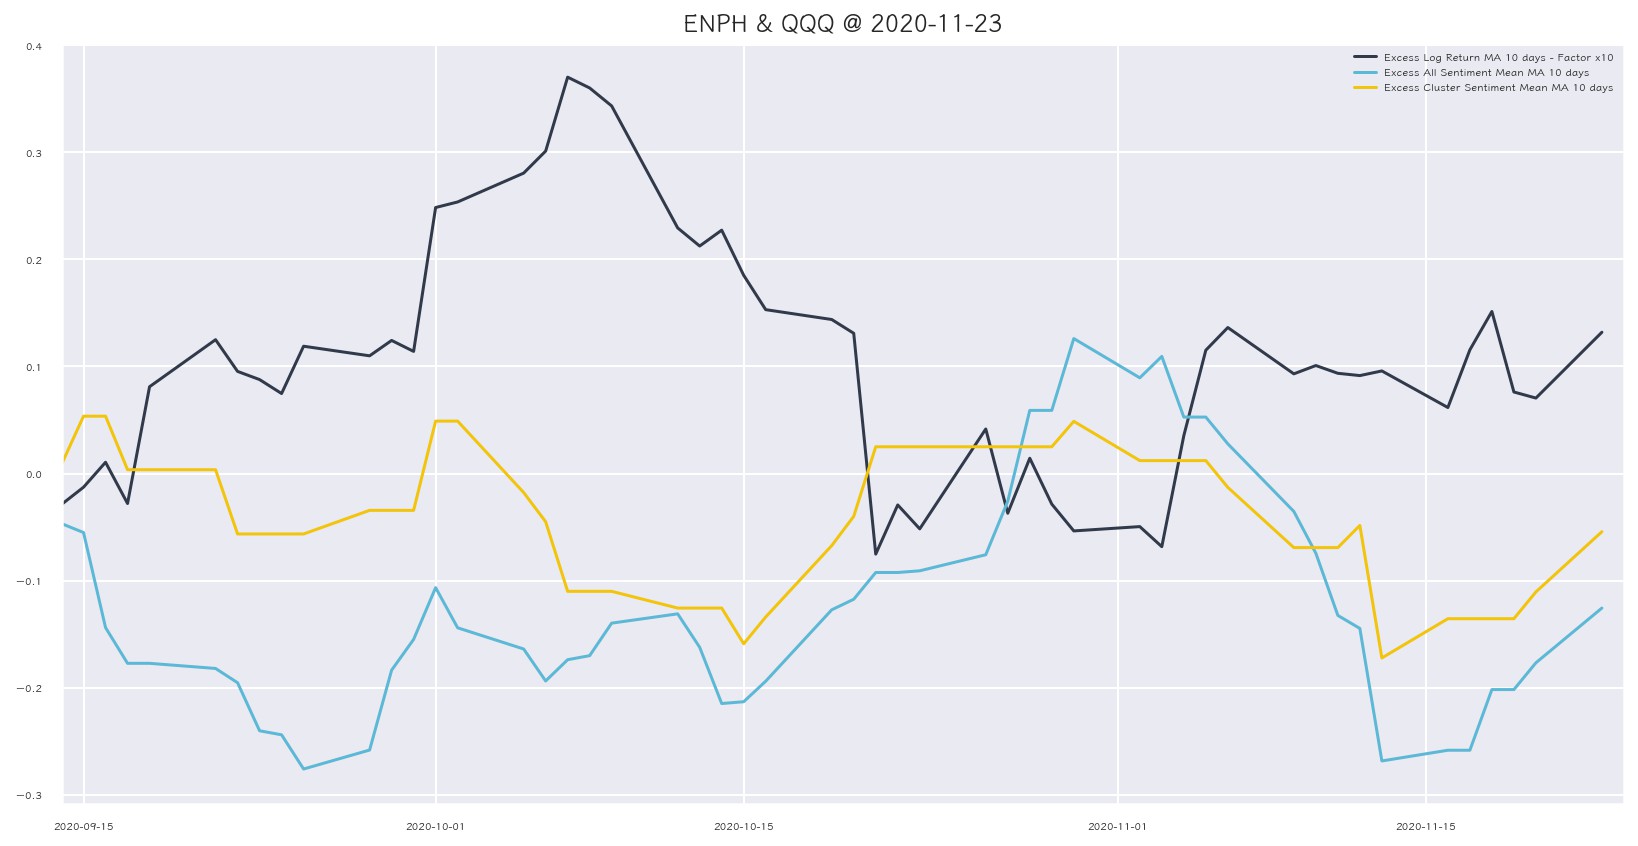 ENPH & QQQ @ 2020-11-23
Excess Log Return MA 10 days - Factor x10
Excess All Sentiment Mean MA 10 days
Excess Cluster Sentiment Mean MA 10 days
0.4
0.3
0.2
0.1
0.0
−0.1
−0.2
−0.3
2020-09-15 2020-10-01 2020-10-15 2020-11-01 2020-11-15